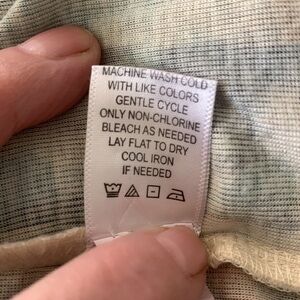 MACHINE WASH COLD
WITH LIKE COLORS
GENTLE CYCLE
ONLY NON-CHLORINE
BLEACH AS NEEDED
LAY FLAT TO DRY
COOL IRON
IF NEEDED